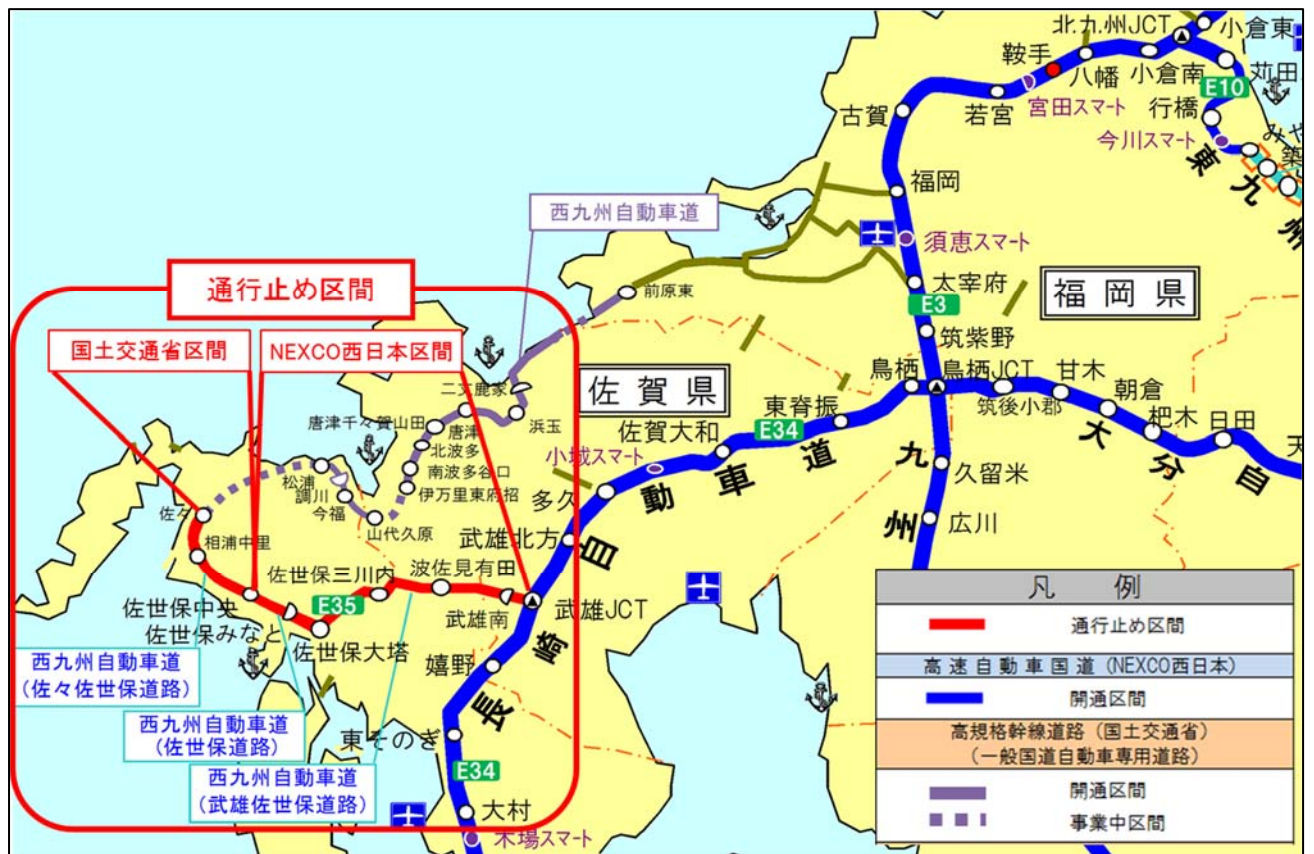 北九州JCT
小倉東
鞍手
八幡
小倉南
苅田
E10
古賀
若宮
宮田スマート
行橋
今川スマート
みや
築
東九州
福岡
西九州自動車道
須恵スマート
通行止め区間
前原東
太宰府
福岡県
E3
国土交通省区間
NEXCO西日本区間
筑紫野
二丈鹿家
佐賀県
鳥栖
鳥栖JCT
甘木
唐津千々賀山田
唐津
浜玉
東脊振
筑後小郡
朝倉
北波多
佐賀大和
E34
杷木
日田
南波多谷口
小城スマート
大分自
天
松浦
調川
伊万里東府招
多久
長崎自動車道
九州
久留米
今福
佐々
山代久原
武雄北方
広川
相浦中里
佐世保三川内
波佐見有田
佐世保中央
E35
武雄南
武雄JCT
佐世保みなと
佐世保大塔
嬉野
西九州自動車道
(佐々佐世保道路)
西九州自動車道
(佐世保道路)
東そのぎ
西九州自動車道
(武雄佐世保道路)
E34
大村
木場スマート
凡例
通行止め区間
高速自動車国道(NEXCO西日本)
開通区間
高規格幹線道路(国土交通省)
(一般国道自動車専用道路)
開通区間
事業中区間